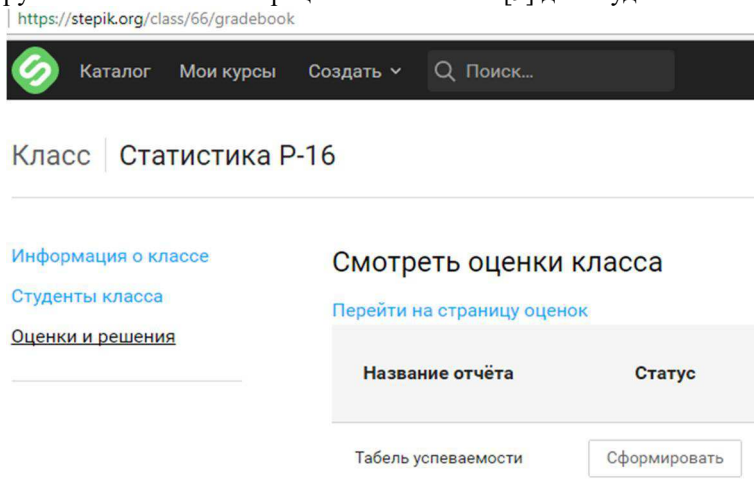 https://stepik.org/class/66/gradebook
Каталог Мои курсы Создать Поиск...
Класс Статистика Р-16
Информация о классе
Студенты класса
Оценки и решения
Смотреть оценки класса
Перейти на страницу оценок
Название отчёта Статус
Табель успеваемости Сформировать